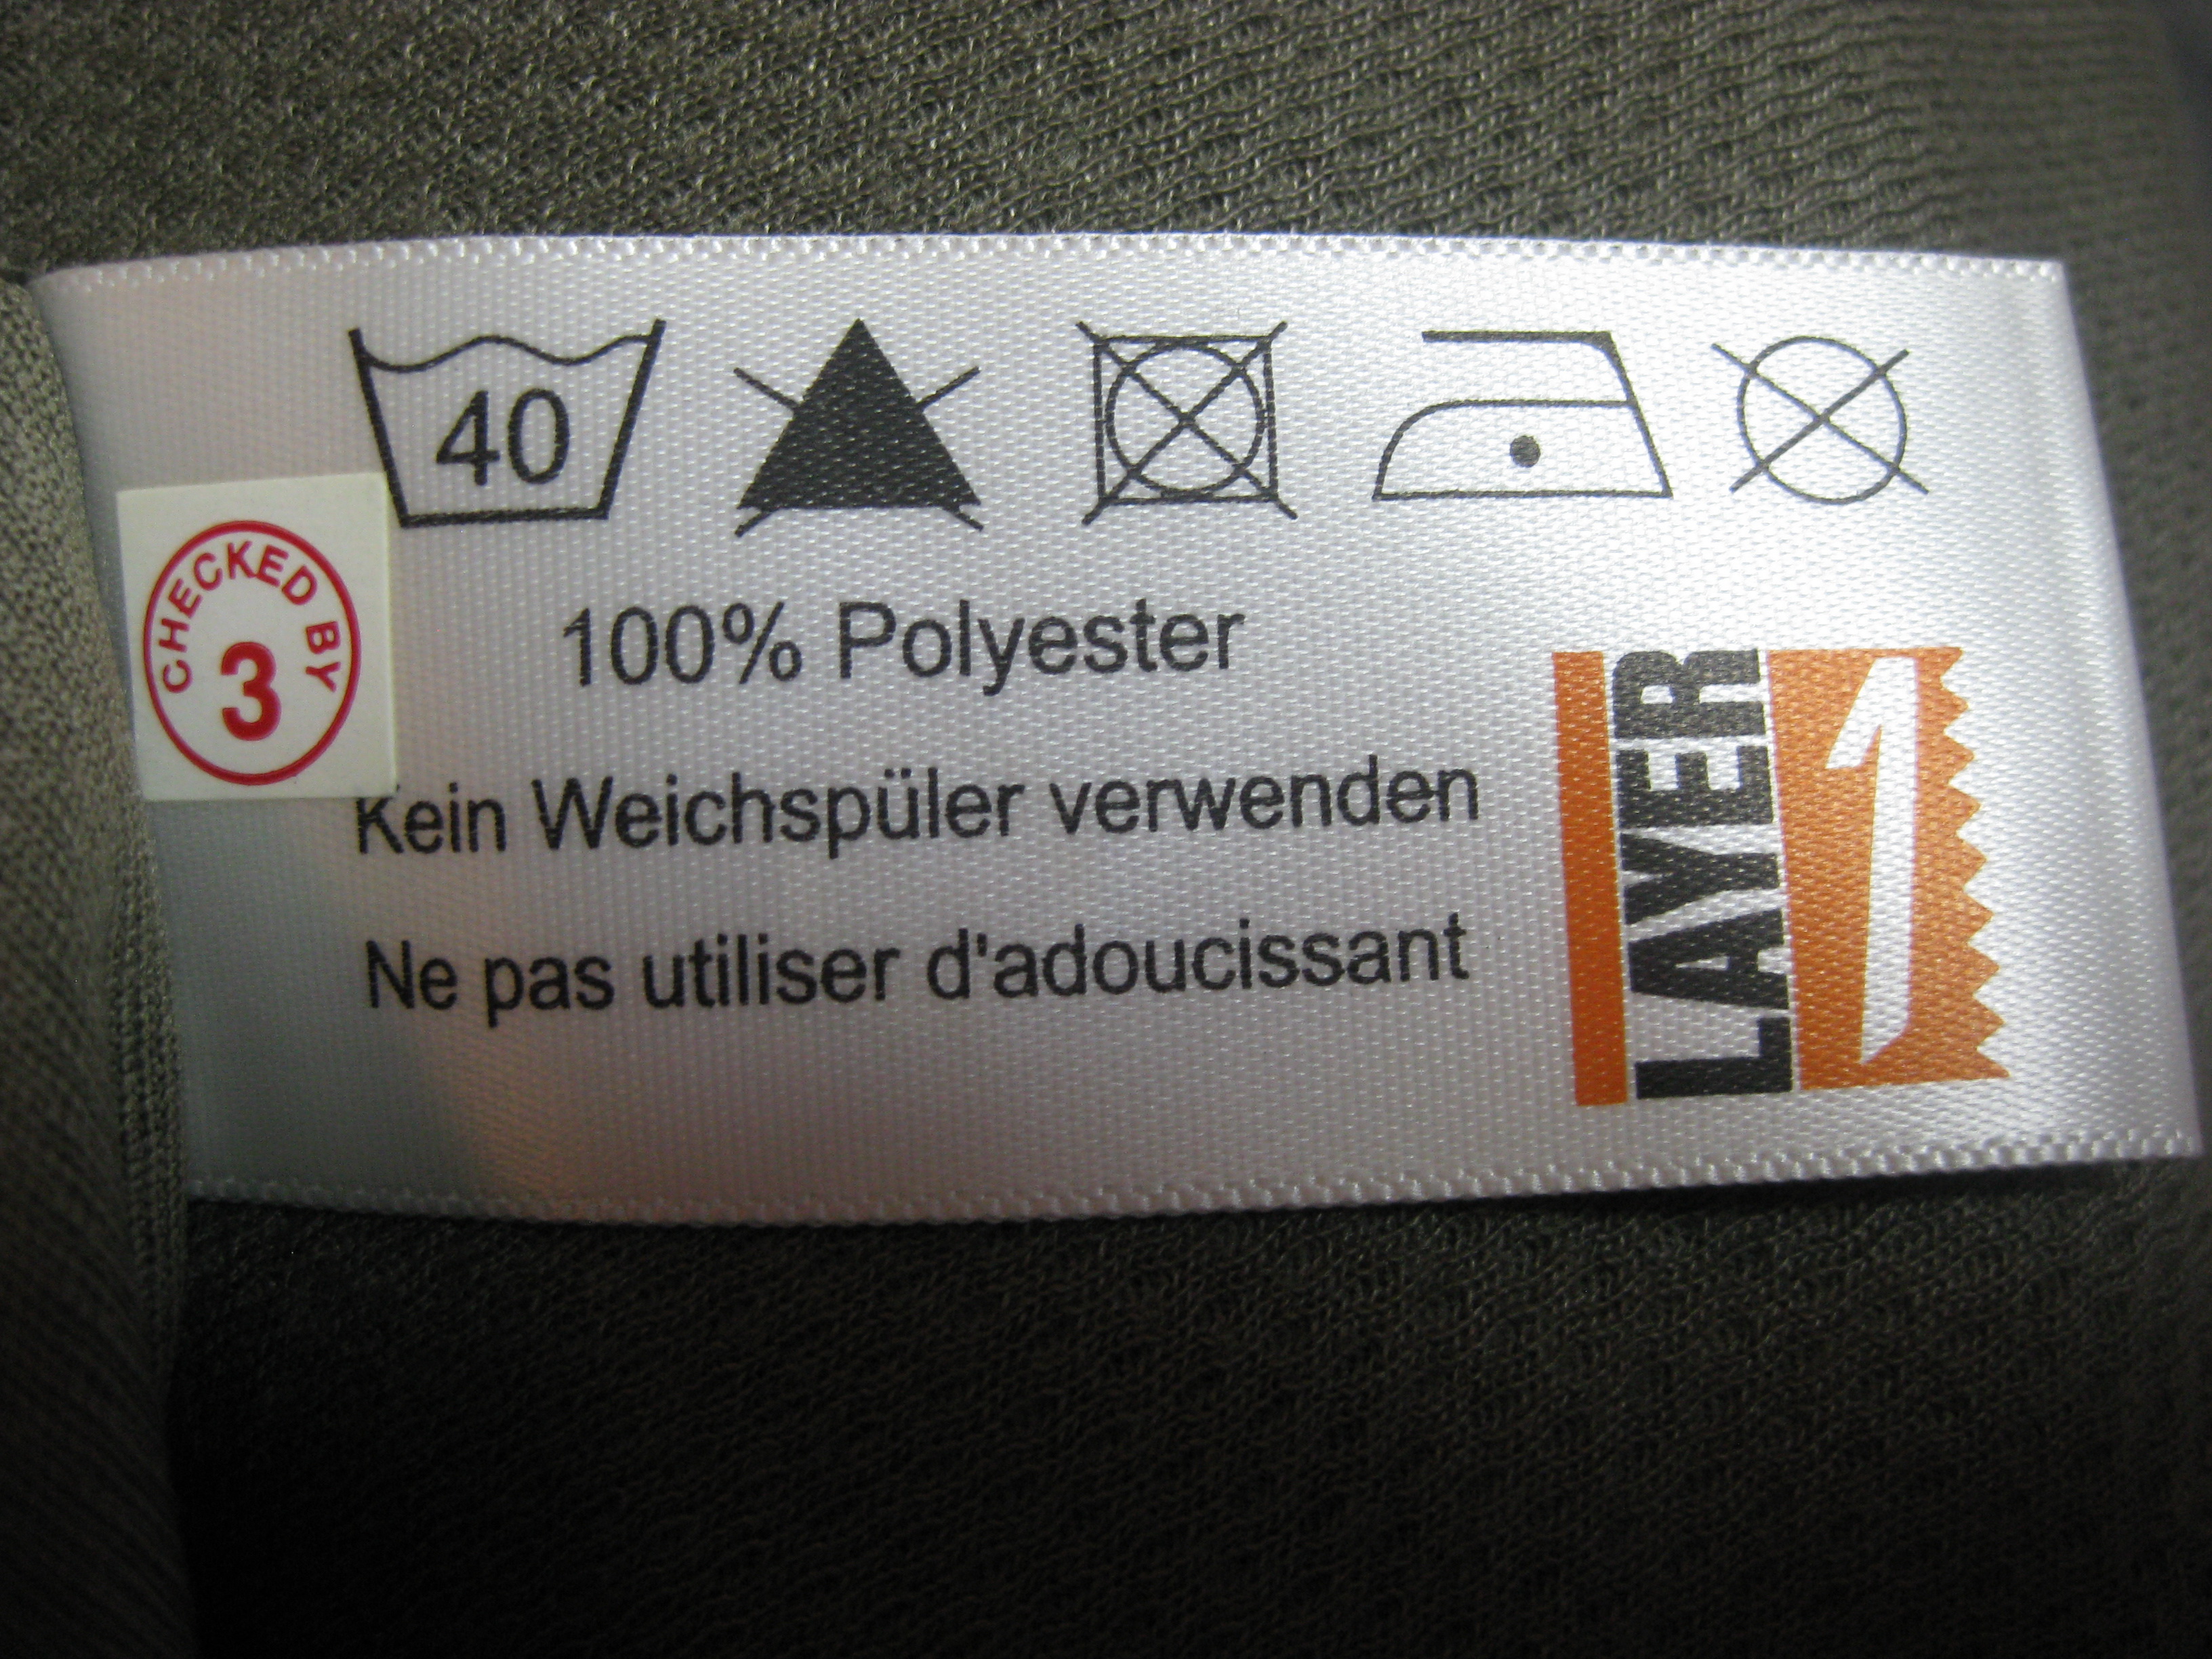 40
CHECKED BY
3
100% Polyester
Kein Weichspüler verwenden
Ne pas utiliser d'adoucissant
LAYER
1